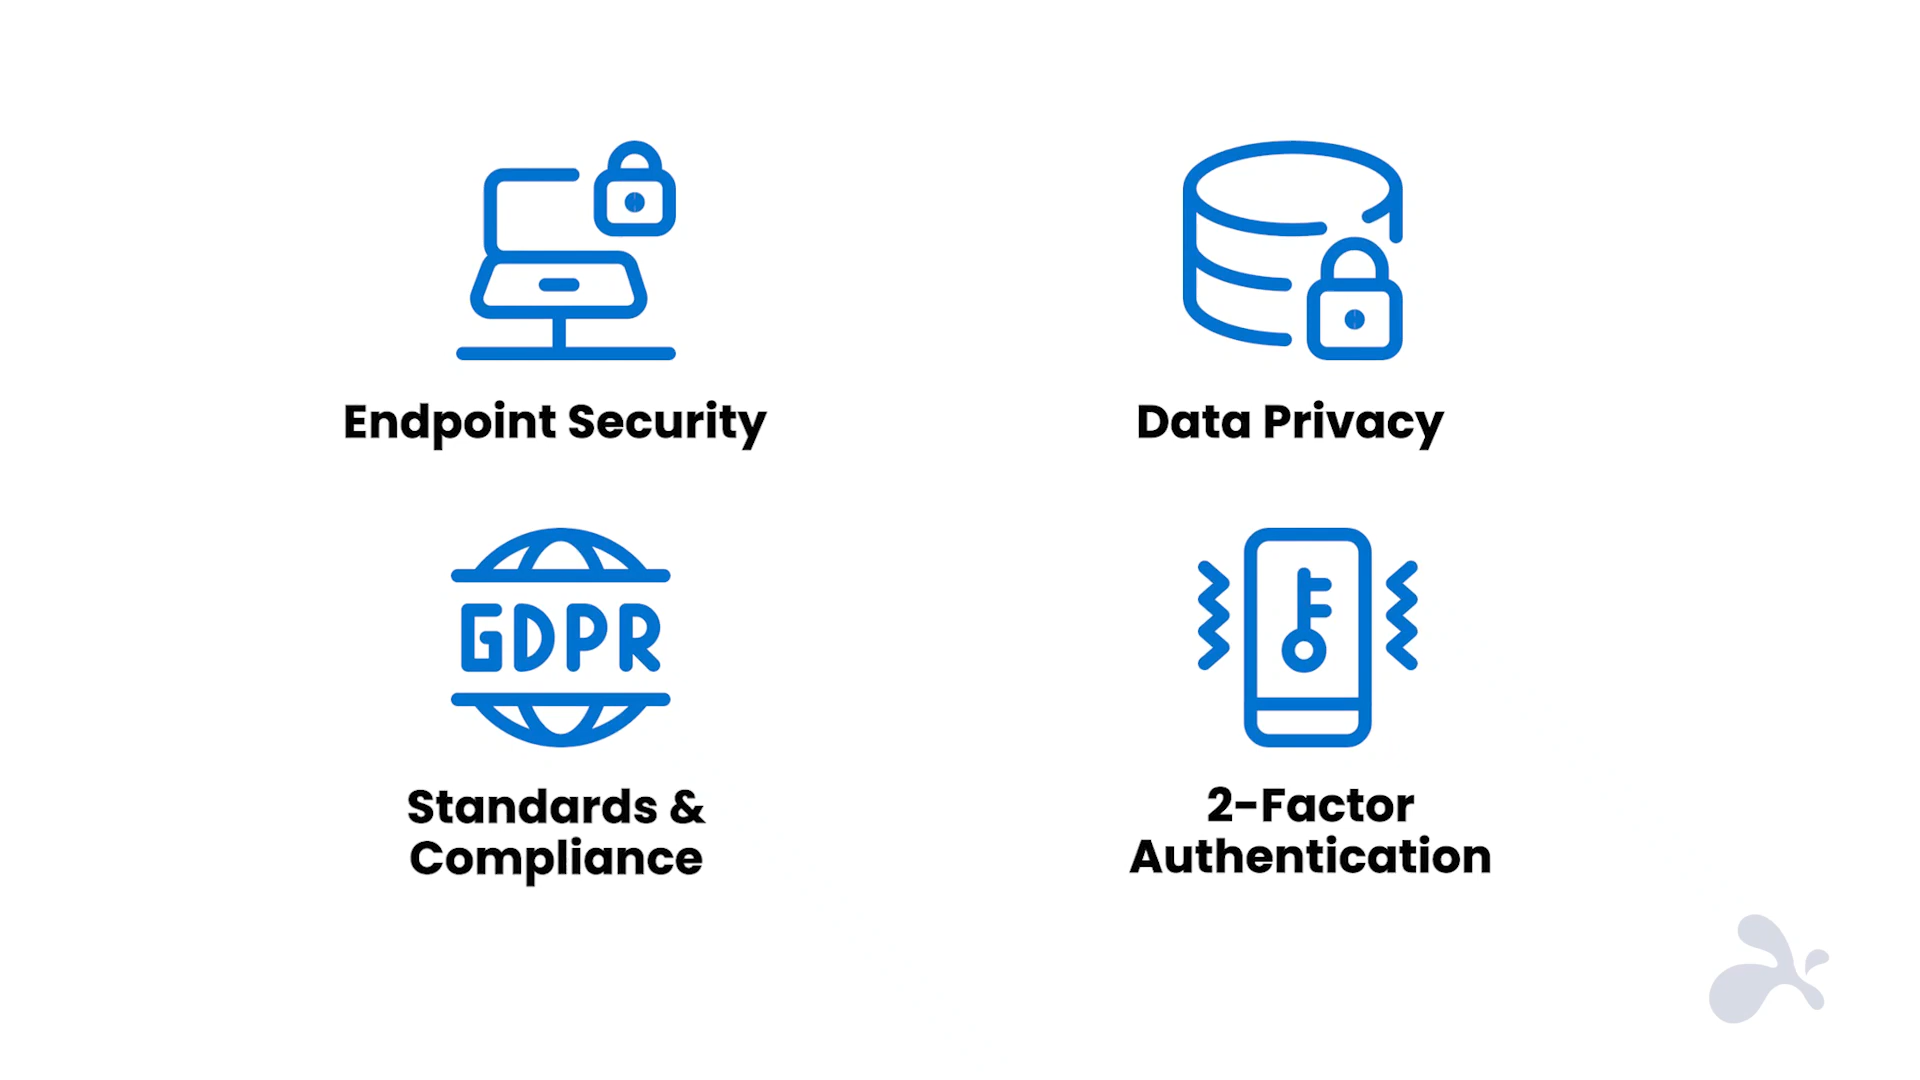 Endpoint Security
Data Privacy
GDPR
Standards &
Compliance
2-Factor
Authentication